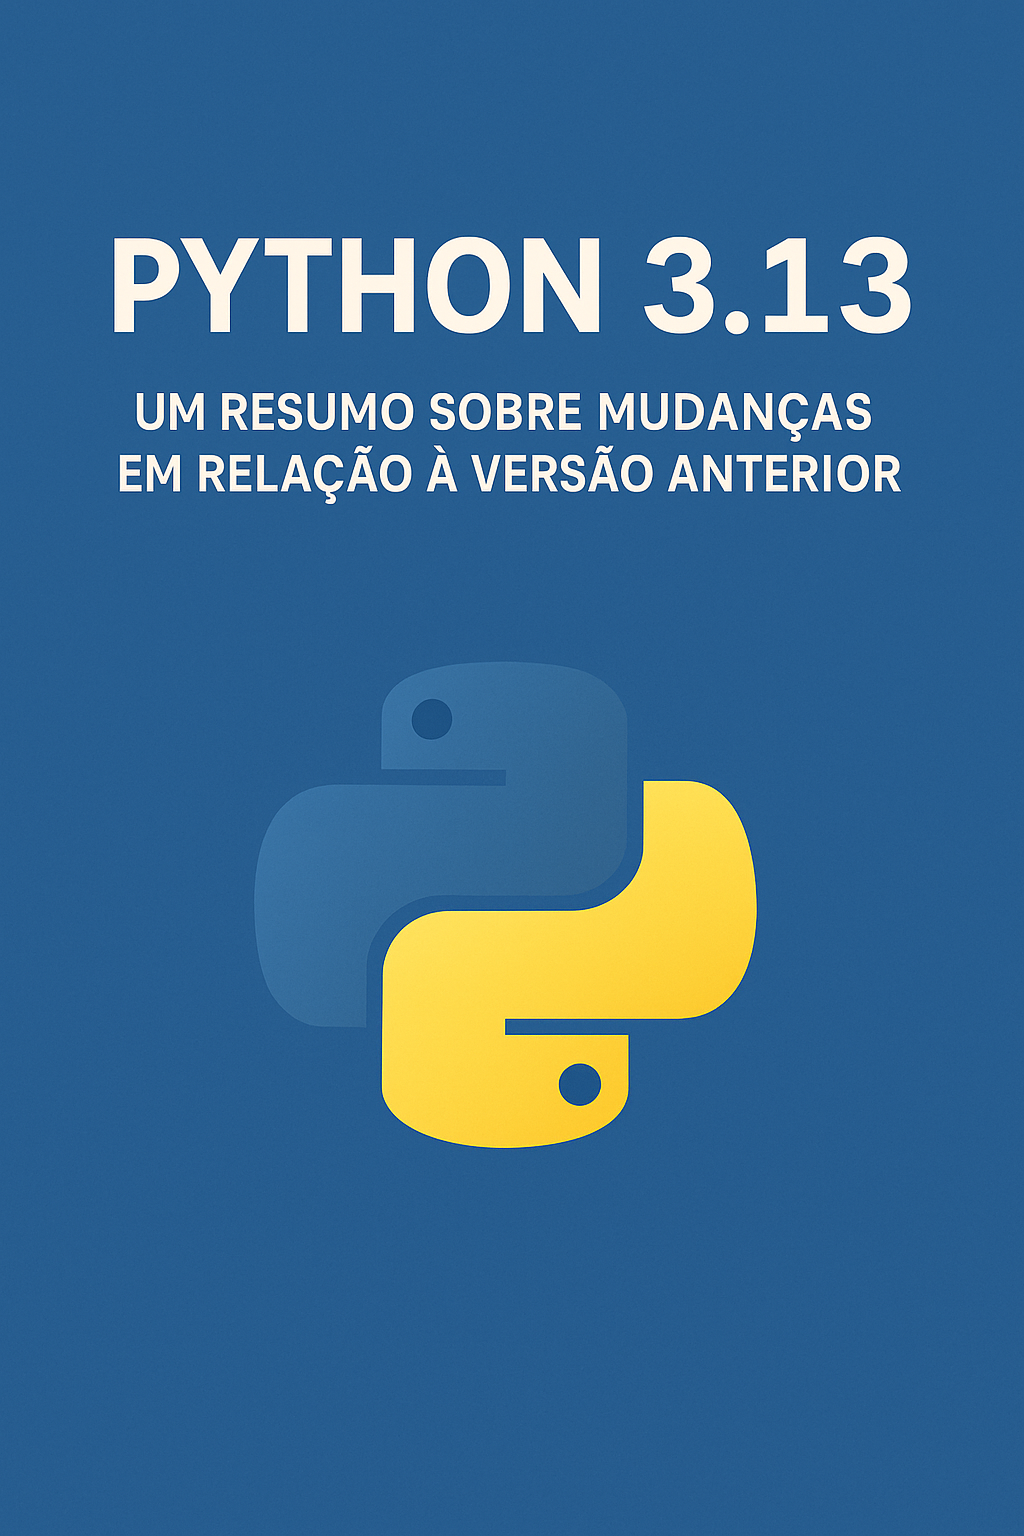 PYTHON 3.13
UM RESUMO SOBRE MUDANÇAS
EM RELAÇÃO À VERSÃO ANTERIOR